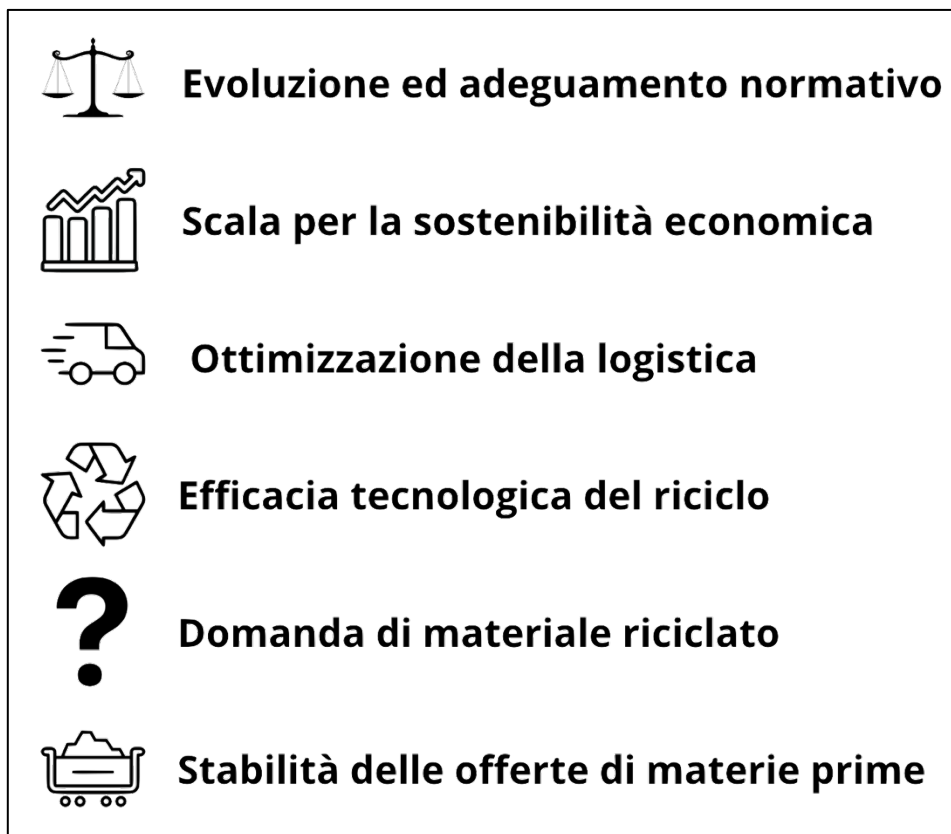 Evoluzione ed adeguamento normativo
Scala per la sostenibilità economica
Ottimizzazione della logistica
Efficacia tecnologica del riciclo
? Domanda di materiale riciclato
Stabilità delle offerte di materie prime